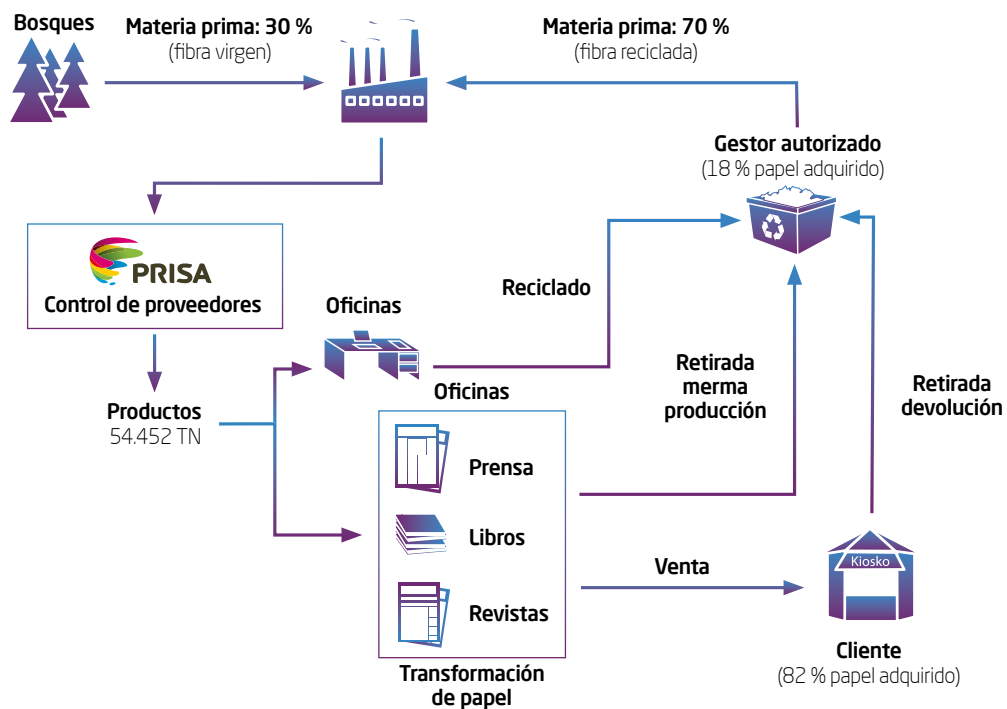 Bosques
Materia prima: 30 %
(fibra virgen)
Materia prima: 70 %
(fibra reciclada)
Gestor autorizado
(18 % papel adquirido)
PRISA
Control de proveedores
Oficinas
Reciclado
Oficinas
Retirada
merma
producción
Retirada
devolución
Productos
54.452 TN
Prensa
Libros
Revistas
Venta
Kiosko
Transformación
de papel
Cliente
(82 % papel adquirido)